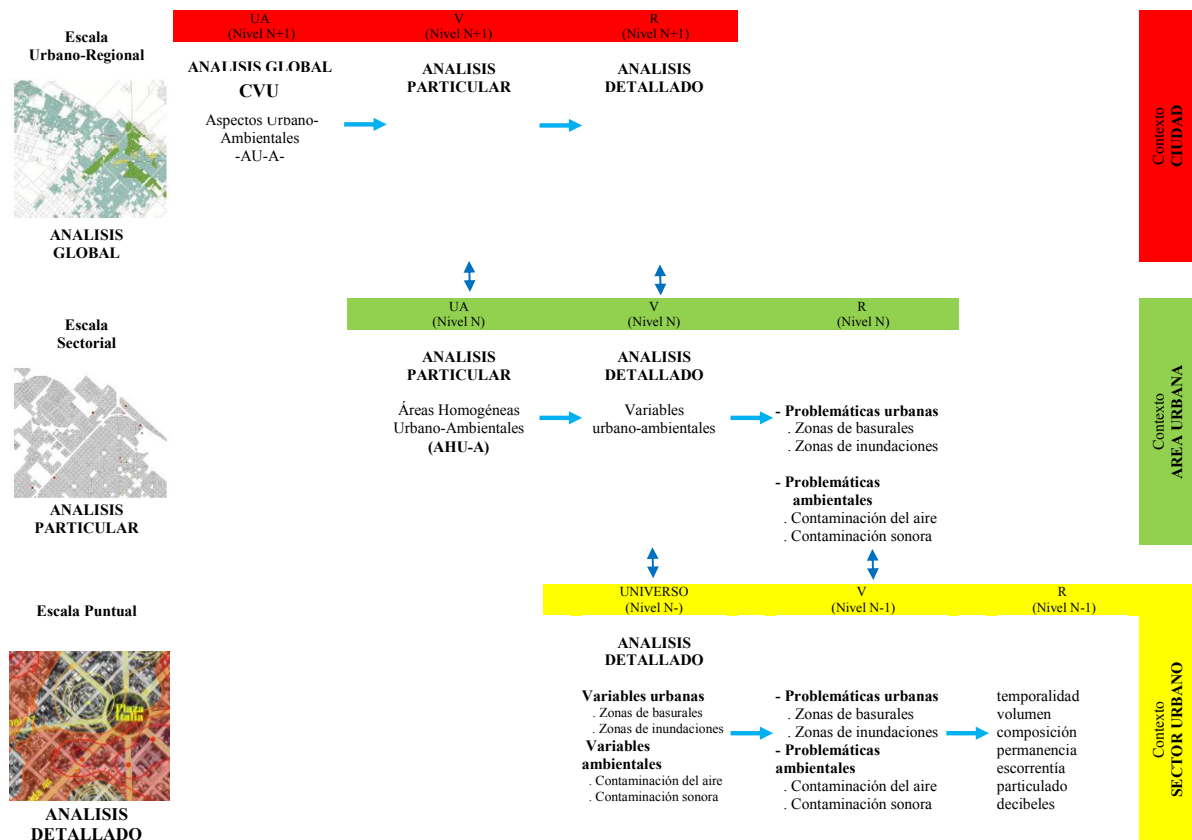 Escala
Urbano-Regional
ANALISIS
GLOBAL
UA
(Nivel N+1)
V
(Nivel N+1)
R
(Nivel N+1)
ANALISIS GLOBAL
CVU
Aspectos Urbano-
Ambientales
-AU-A-
ANALISIS
PARTICULAR
ANALISIS
DETALLADO
Contexto
CIUDAD
Escala
Sectorial
ANALISIS
PARTICULAR
UA
(Nivel N)
V
(Nivel N)
R
(Nivel N)
ANALISIS
PARTICULAR
Áreas Homogéneas
Urbano-Ambientales
(AHU-A)
ANALISIS
DETALLADO
Variables
urbano-ambientales
- Problemáticas urbanas
. Zonas de basurales
. Zonas de inundaciones
- Problemáticas
ambientales
. Contaminación del aire
. Contaminación sonora
Contexto
AREA URBANA
Escala Puntual
Plaza
Italia
ANALISIS
DETALLADO
UNIVERSO
(Nivel N-)
V
(Nivel N-1)
R
(Nivel N-1)
ANALISIS
DETALLADO
Variables urbanas
. Zonas de basurales
. Zonas de inundaciones
Variables
ambientales
. Contaminación del aire
. Contaminación sonora
- Problemáticas urbanas
. Zonas de basurales
. Zonas de inundaciones
- Problemáticas
ambientales
. Contaminación del aire
. Contaminación sonora
temporalidad
volumen
composición
permanencia
escorrentía
particulado
decibeles
Contexto
SECTOR URBANO